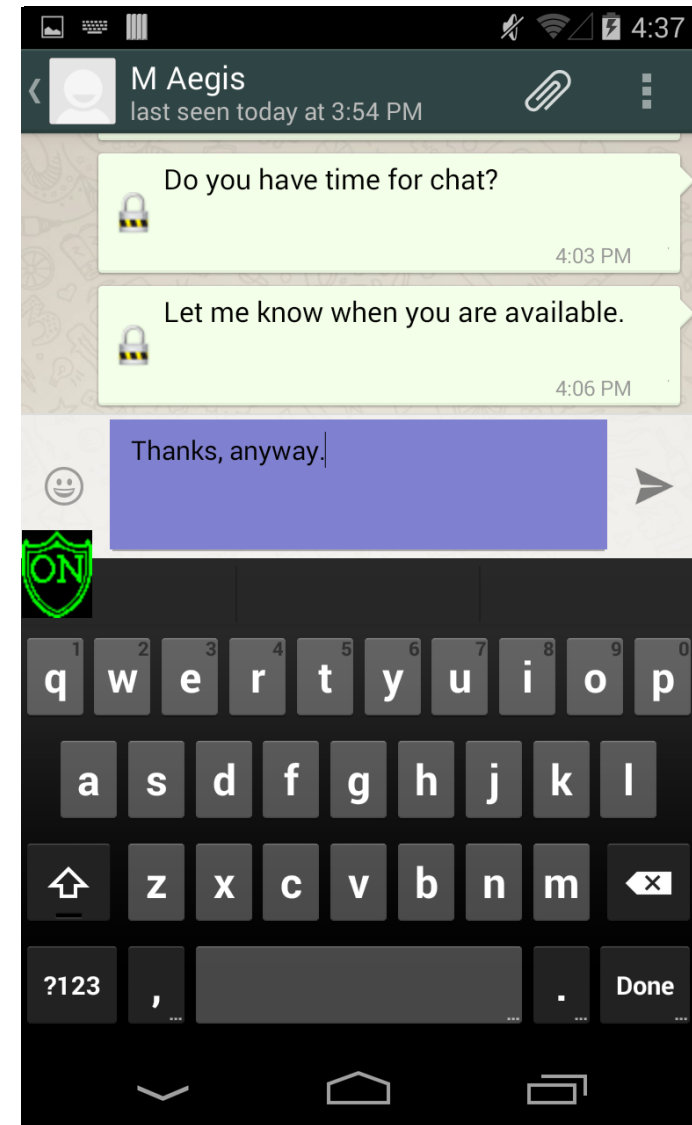 4:37
M Aegis
last seen today at 3:54 PM
Do you have time for chat?
4:03 PM
Let me know when you are available.
4:06 PM
Thanks, anyway.
ON
1 2 3 4 5 6 7 8 9 0
q w e r t y u i o p
a s d f g h j k l
z x c v b n m
?123 , ... ... . ... Done ...